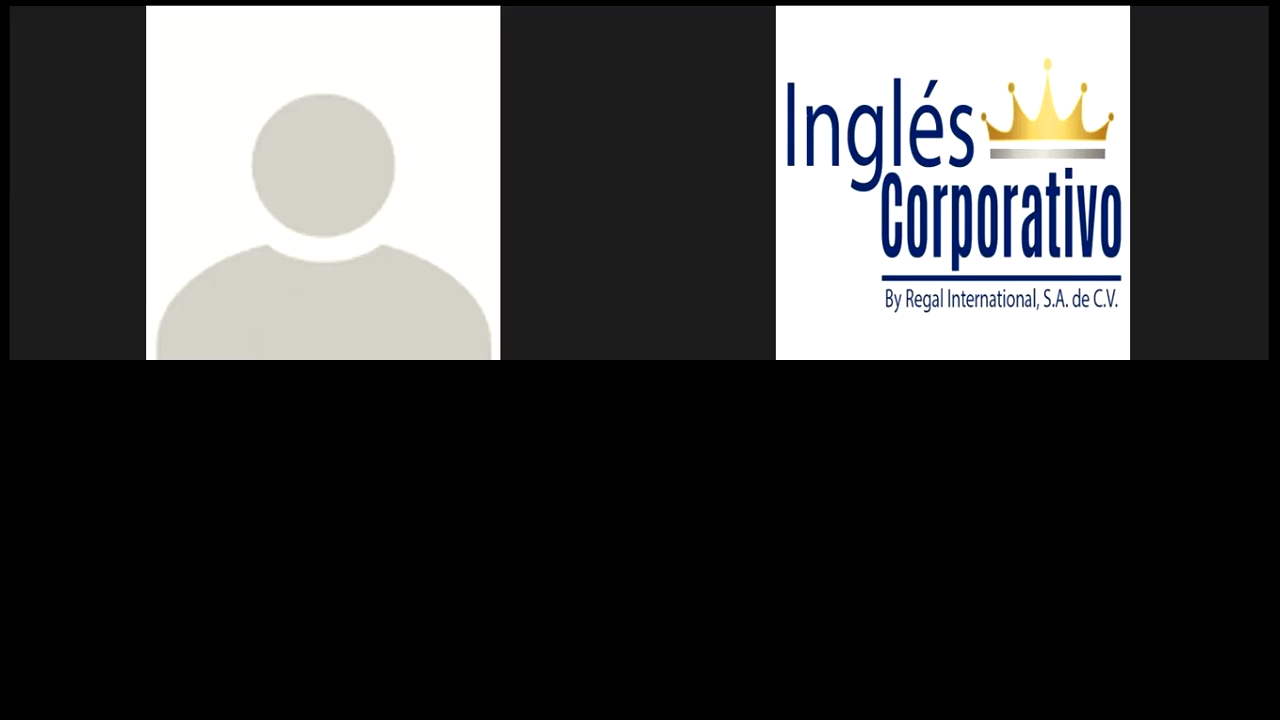 Inglés
Corporativo
By Regal International, S.A. de C.V.